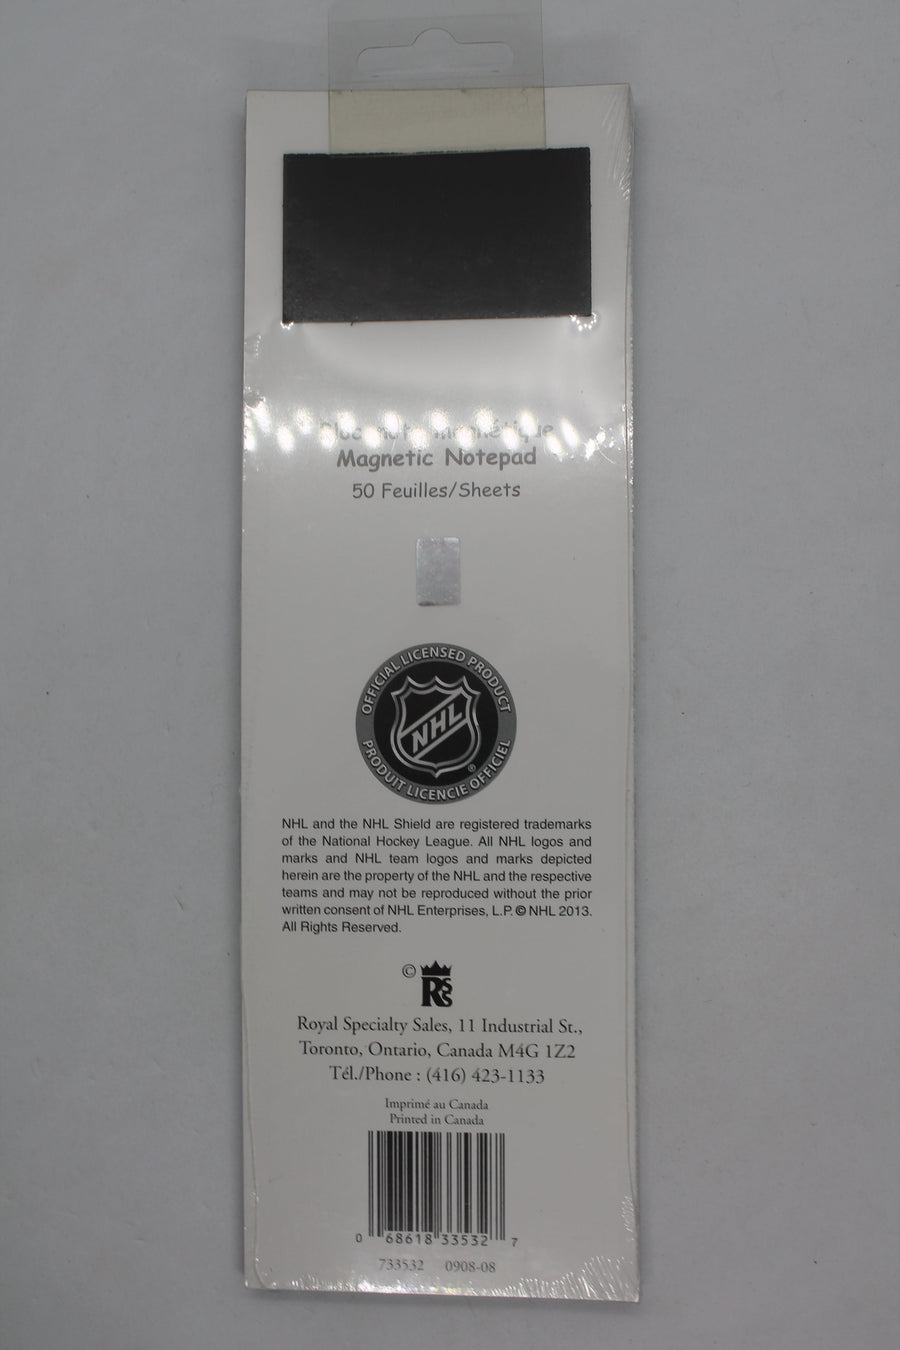 Bloc-note magnétique
Magnetic Notepad
50 Feuilles/Sheets
OFFICIAL LICENSED PRODUCT
NHL
®
PRODUIT LICENCIE OFFICIEL
NHL and the NHL Shield are registered trademarks
of the National Hockey League. All NHL logos and
marks and NHL team logos and marks depicted
herein are the property of the NHL and the respective
teams and may not be reproduced without the prior
written consent of NHL Enterprises, L.P. © NHL 2013.
All Rights Reserved.
© RSS
Royal Specialty Sales, 11 Industrial St.,
Toronto, Ontario, Canada M4G 1Z2
Tél./Phone : (416) 423-1133
Imprimé au Canada
Printed in Canada
0 68618 33532 7
733532 0908-08